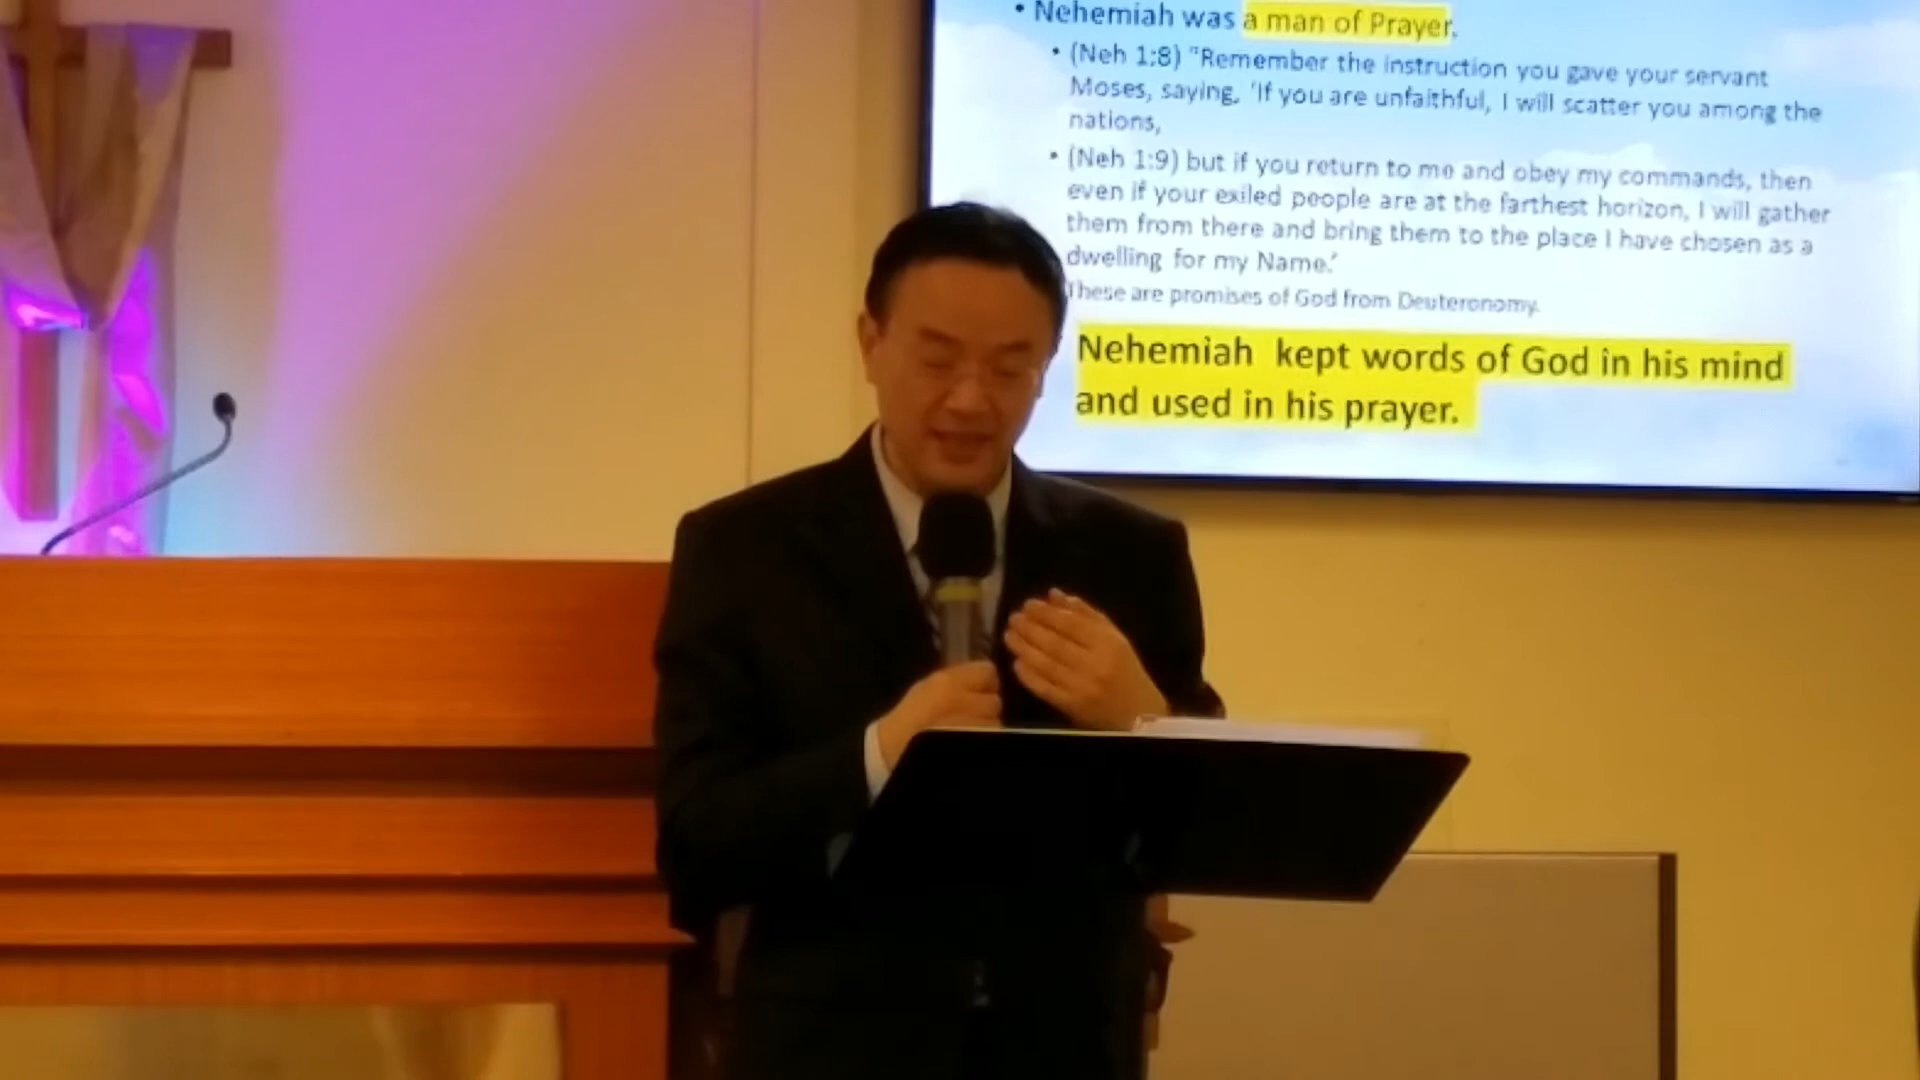 • Nehemiah was a man of Prayer.
• (Neh 1:8) "Remember the instruction you gave your servant
Moses, saying, 'If you are unfaithful, I will scatter you among the
nations,
• (Neh 1:9) but if you return to me and obey my commands, then
even if your exiled people are at the farthest horizon, I will gather
them from there and bring them to the place I have chosen as a
dwelling for my Name.'
These are promises of God from Deuteronomy.
Nehemiah kept words of God in his mind
and used in his prayer.